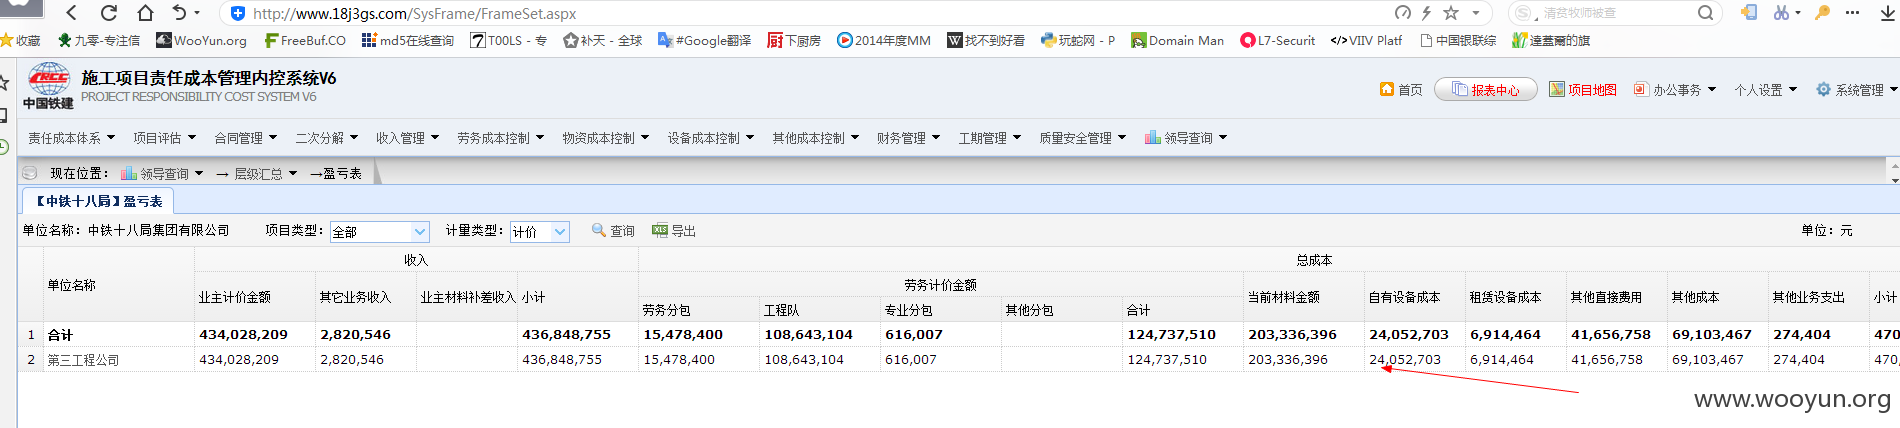 http://www.18j3gs.com/SysFrame/FrameSet.aspx
清贫牧师被查
收藏 九零-专注信 WooYun.org FreeBuf.CO md5在线查询 T00LS - 专 补天 - 全球 #Google翻译 下厨房 2014年度MM 找不到好看 玩蛇网 - P Domain Man L7-Securit </>VIIV Platf 中国银联综 達蓋爾的旗
CRCC
中国铁建
施工项目责任成本管理内控系统V6
PROJECT RESPONSIBILITY COST SYSTEM V6
首页 报表中心 项目地图 办公事务 个人设置 系统管理
责任成本体系 项目评估 合同管理 二次分解 收入管理 劳务成本控制 物资成本控制 设备成本控制 其他成本控制 财务管理 工期管理 质量安全管理 领导查询
现在位置： 领导查询 → 层级汇总 →盈亏表
【中铁十八局】盈亏表
单位名称：中铁十八局集团有限公司 项目类型：全部 计量类型：计价 查询 导出 单位：元
单位名称 收入 总成本
业主计价金额 其它业务收入 业主材料补差收入 小计 劳务计价金额 当前材料金额 自有设备成本 租赁设备成本 其他直接费用 其他成本 其他业务支出 小计
劳务分包 工程队 专业分包 其他分包 合计
1 合计 434,028,209 2,820,546 436,848,755 15,478,400 108,643,104 616,007 124,737,510 203,336,396 24,052,703 6,914,464 41,656,758 69,103,467 274,404 470
2 第三工程公司 434,028,209 2,820,546 436,848,755 15,478,400 108,643,104 616,007 124,737,510 203,336,396 24,052,703 6,914,464 41,656,758 69,103,467 274,404 470,
www.wooyun.org